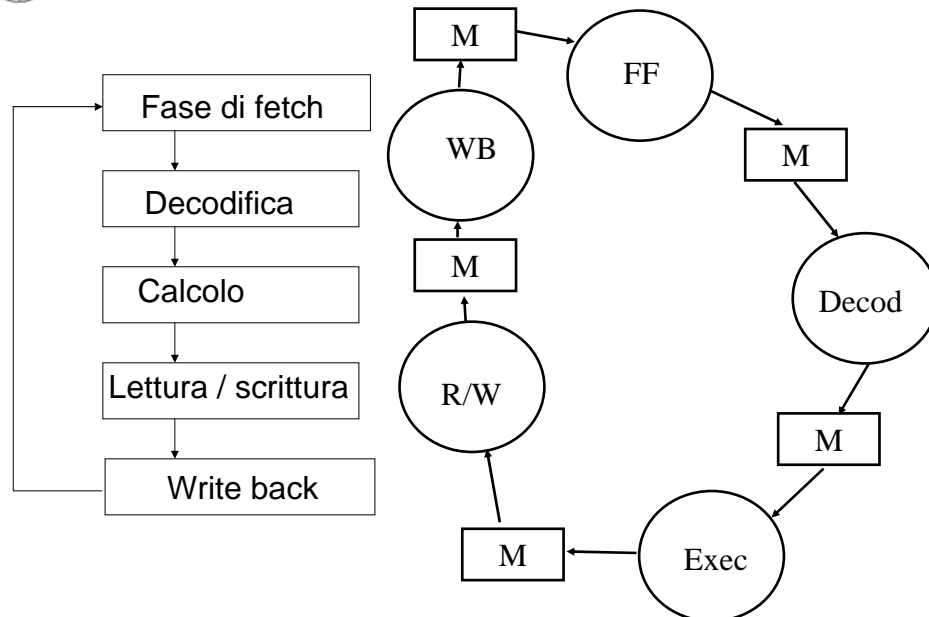 Fase di fetch
Decodifica
Calcolo
Lettura / scrittura
Write back
M
FF
M
Decod
M
Exec
M
R/W
M
WB